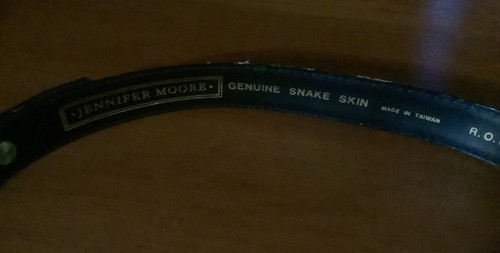 ·JENNIFER MOORE· GENUINE SNAKE SKIN MADE IN TAIWAN R.O.